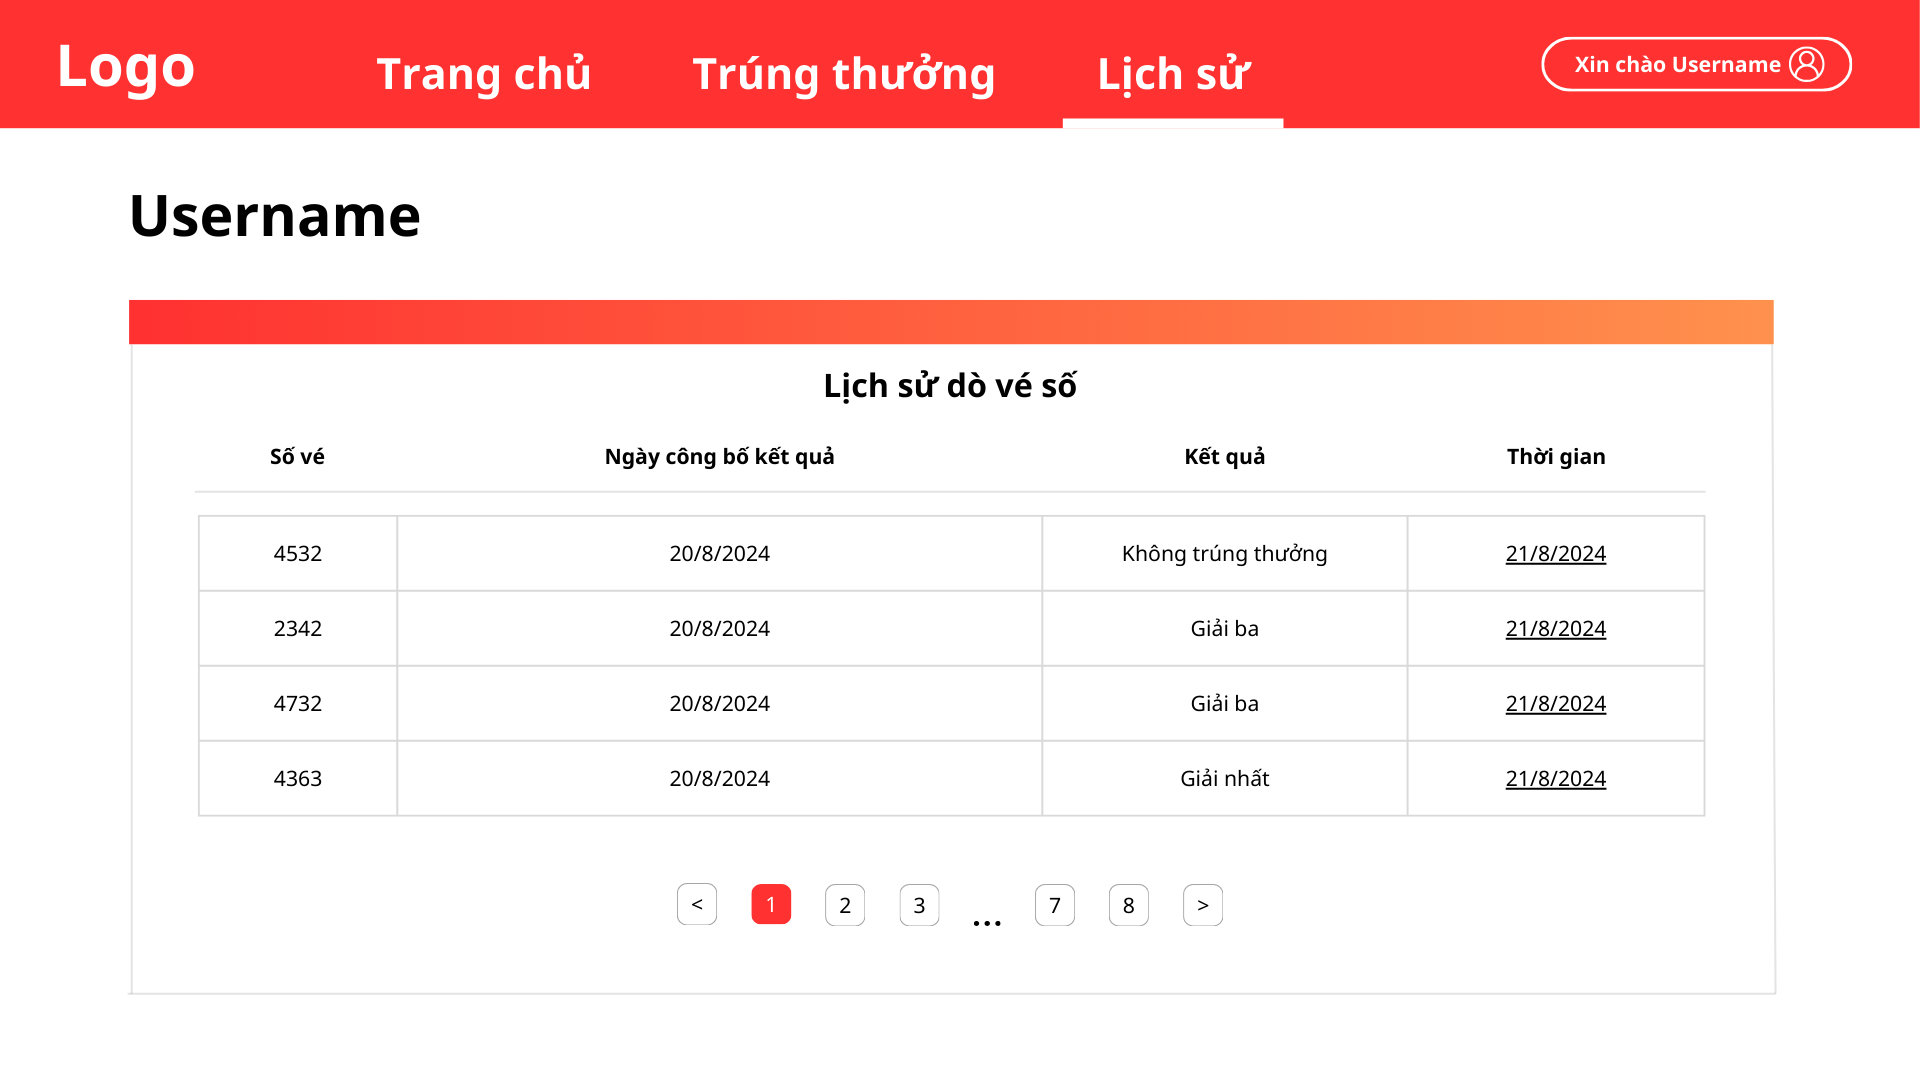 Logo
Trang chủ Trúng thưởng Lịch sử
Xin chào Username
Username
Lịch sử dò vé số
Số vé Ngày công bố kết quả Kết quả Thời gian
4532 20/8/2024 Không trúng thưởng 21/8/2024
2342 20/8/2024 Giải ba 21/8/2024
4732 20/8/2024 Giải ba 21/8/2024
4363 20/8/2024 Giải nhất 21/8/2024
< 1 2 3 ... 7 8 >